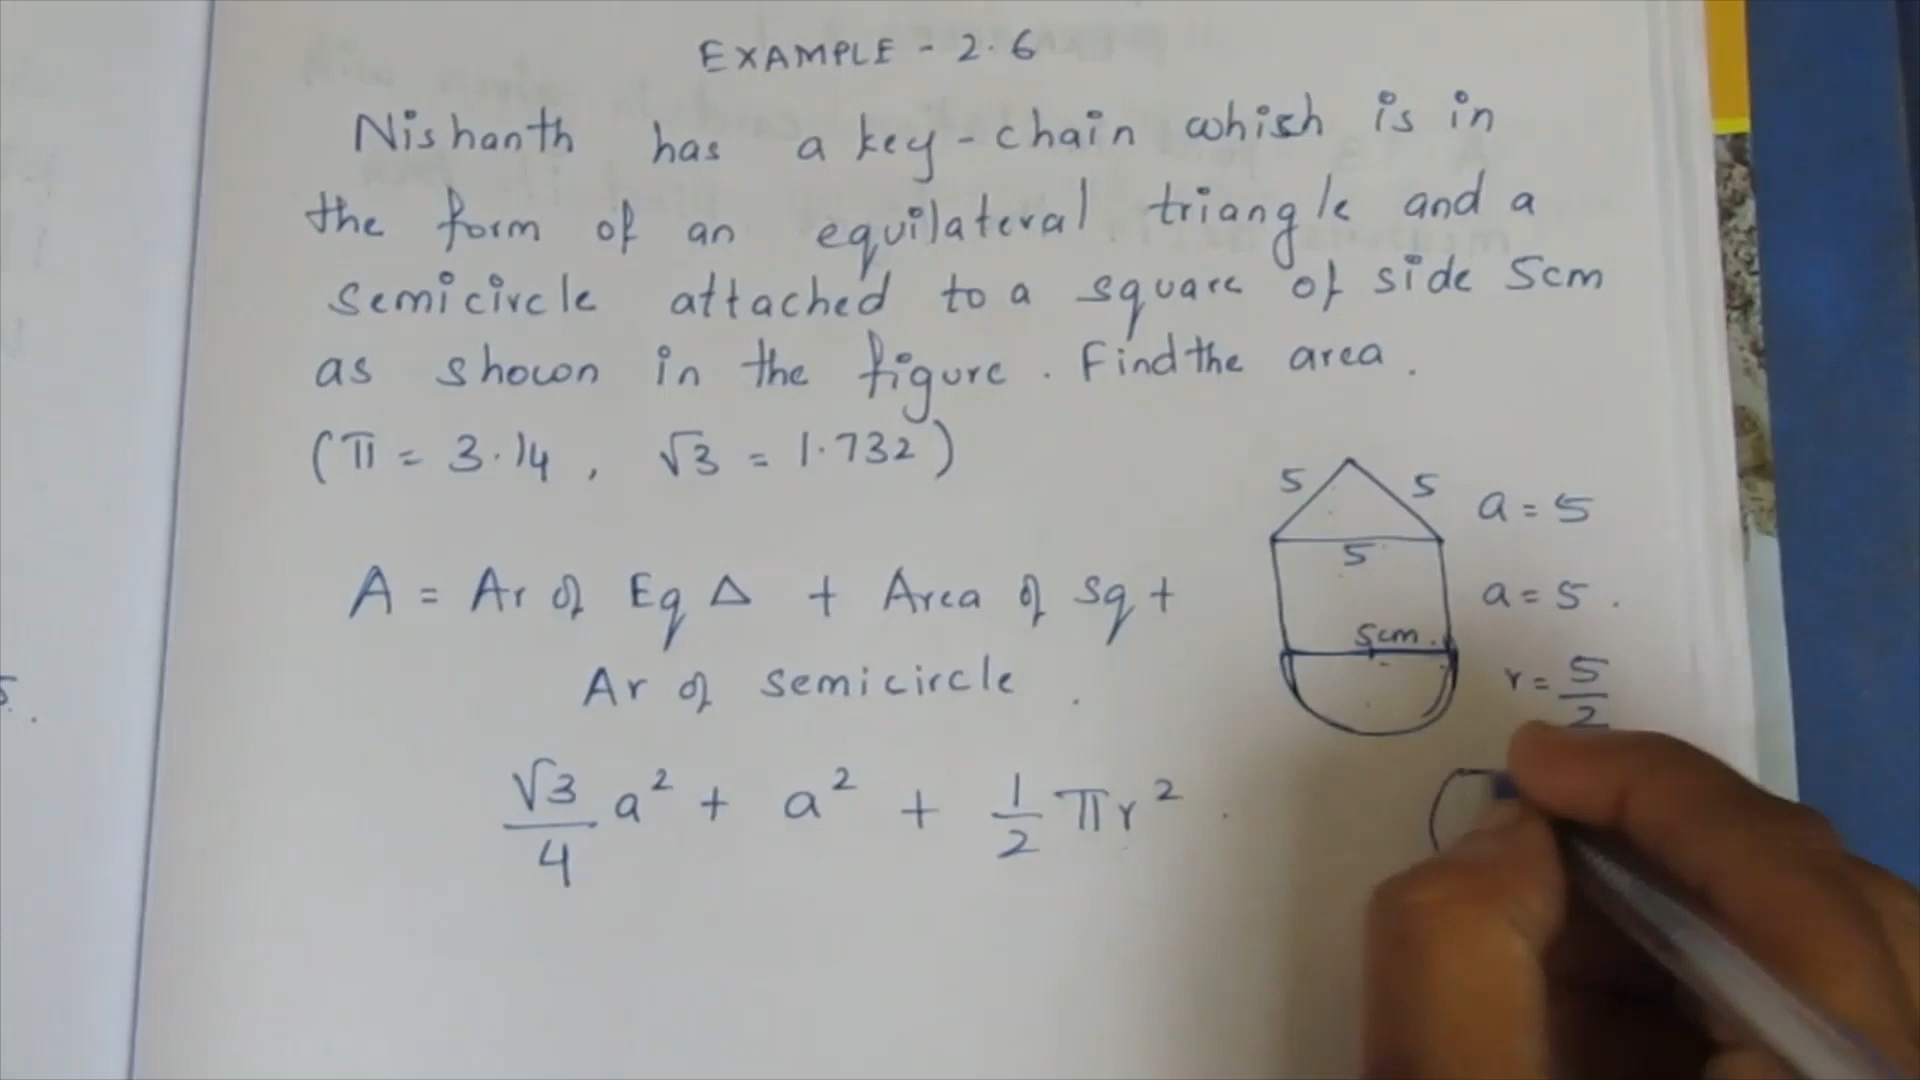 EXAMPLE - 2.6
Nishanth has a key-chain which is in
the form of an equilateral triangle and a
semicircle attached to a square of side 5cm
as shown in the figure. Find the area.
(π = 3.14, √3 = 1.732)
5 5
5
5cm.
a = 5
a = 5.
r = 5/2
A = Ar of Eq Δ + Area of sq +
Ar of semicircle.
√3/4 a² + a² + 1/2 πr².
5.